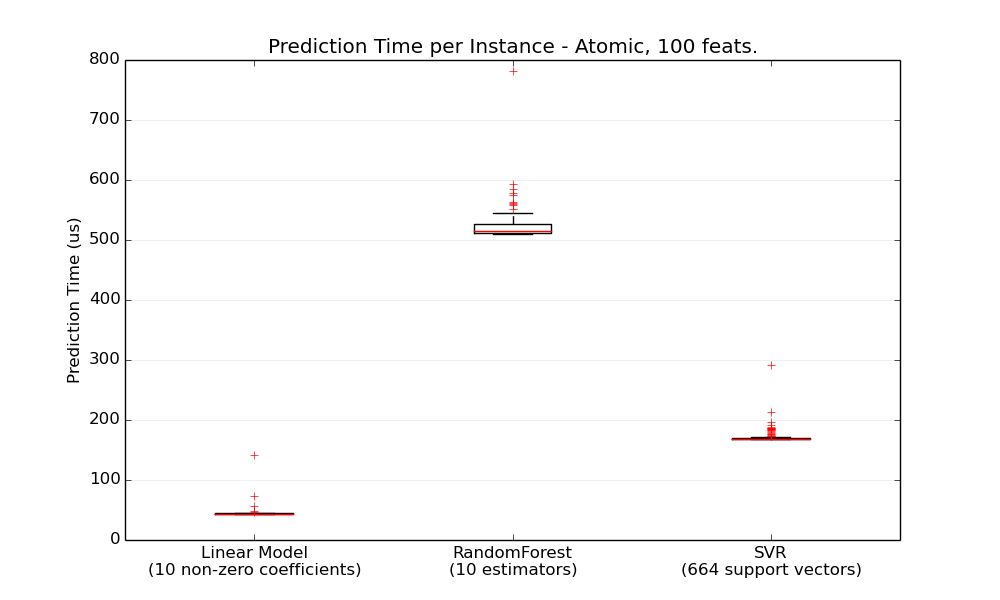 Prediction Time per Instance - Atomic, 100 feats.
800
700
600
500
400
300
200
100
0
Prediction Time (us)
Linear Model
(10 non-zero coefficients)
RandomForest
(10 estimators)
SVR
(664 support vectors)